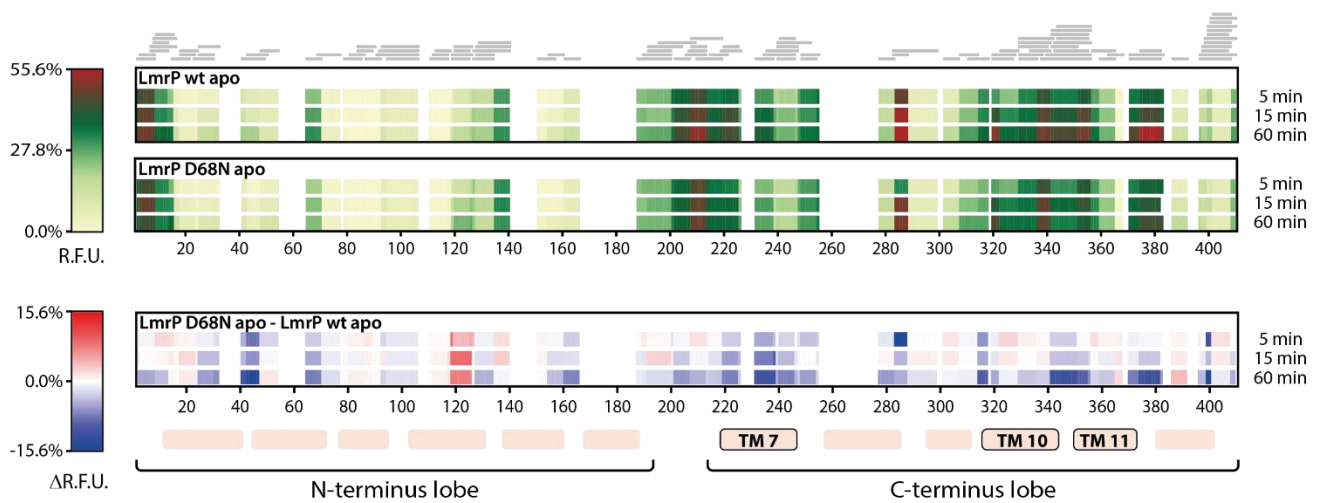 55.6%
27.8%
0.0%
R.F.U.
LmrP wt apo
5 min
15 min
60 min
LmrP D68N apo
5 min
15 min
60 min
20 40 60 80 100 120 140 160 180 200 220 240 260 280 300 320 340 360 380 400
15.6%
0.0%
-15.6%
ΔR.F.U.
LmrP D68N apo - LmrP wt apo
5 min
15 min
60 min
20 40 60 80 100 120 140 160 180 200 220 240 260 280 300 320 340 360 380 400
TM 7 TM 10 TM 11
N-terminus lobe C-terminus lobe